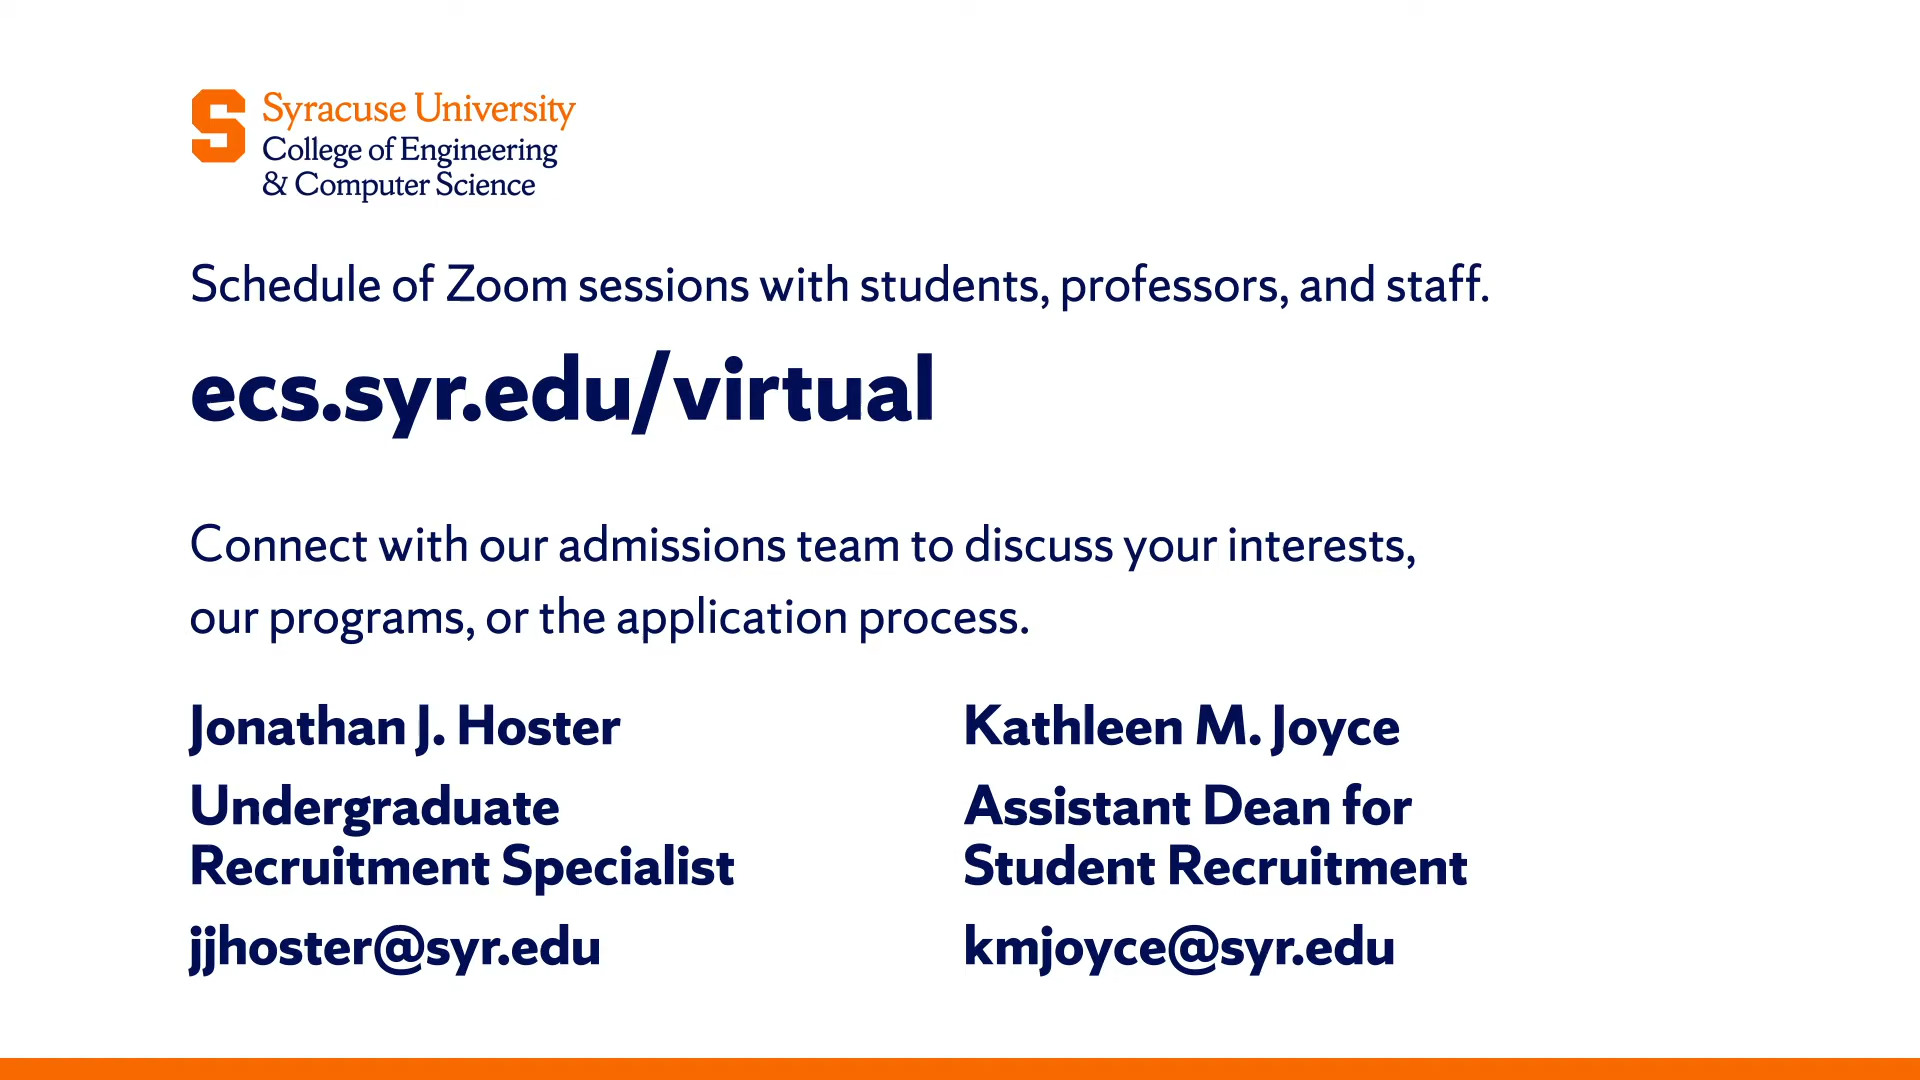 S
Syracuse University
College of Engineering
& Computer Science
Schedule of Zoom sessions with students, professors, and staff.
ecs.syr.edu/virtual
Connect with our admissions team to discuss your interests,
our programs, or the application process.
Jonathan J. Hoster
Undergraduate
Recruitment Specialist
jjhoster@syr.edu
Kathleen M. Joyce
Assistant Dean for
Student Recruitment
kmjoyce@syr.edu